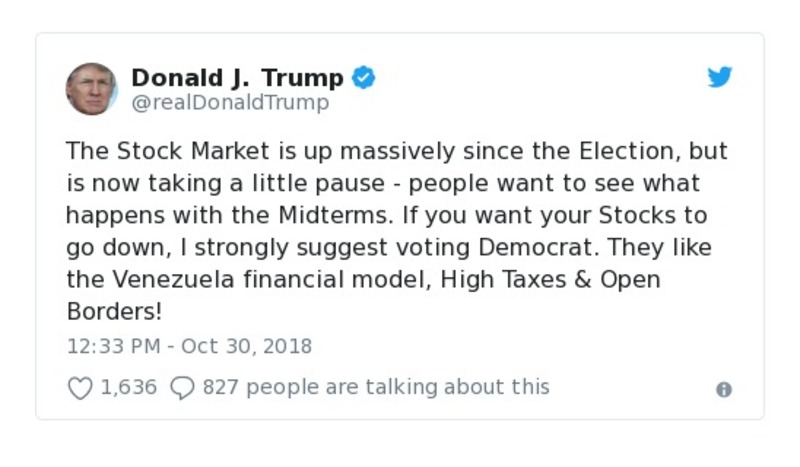 Donald J. Trump
@realDonaldTrump
The Stock Market is up massively since the Election, but
is now taking a little pause - people want to see what
happens with the Midterms. If you want your Stocks to
go down, I strongly suggest voting Democrat. They like
the Venezuela financial model, High Taxes & Open
Borders!
12:33 PM - Oct 30, 2018
1,636 827 people are talking about this